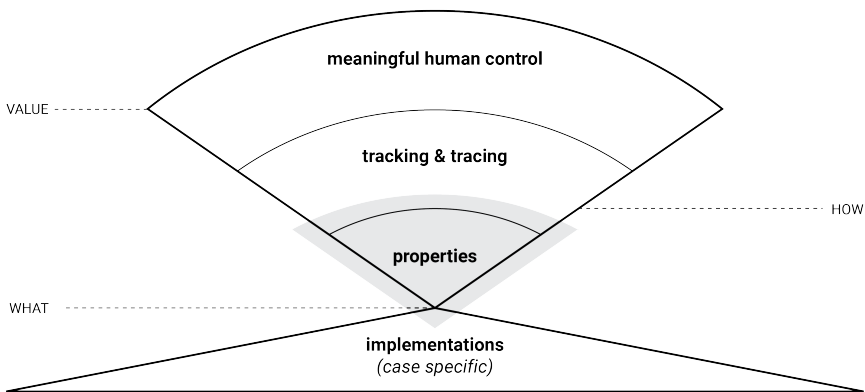 meaningful human control
VALUE
tracking & tracing
HOW
properties
WHAT
implementations
(case specific)